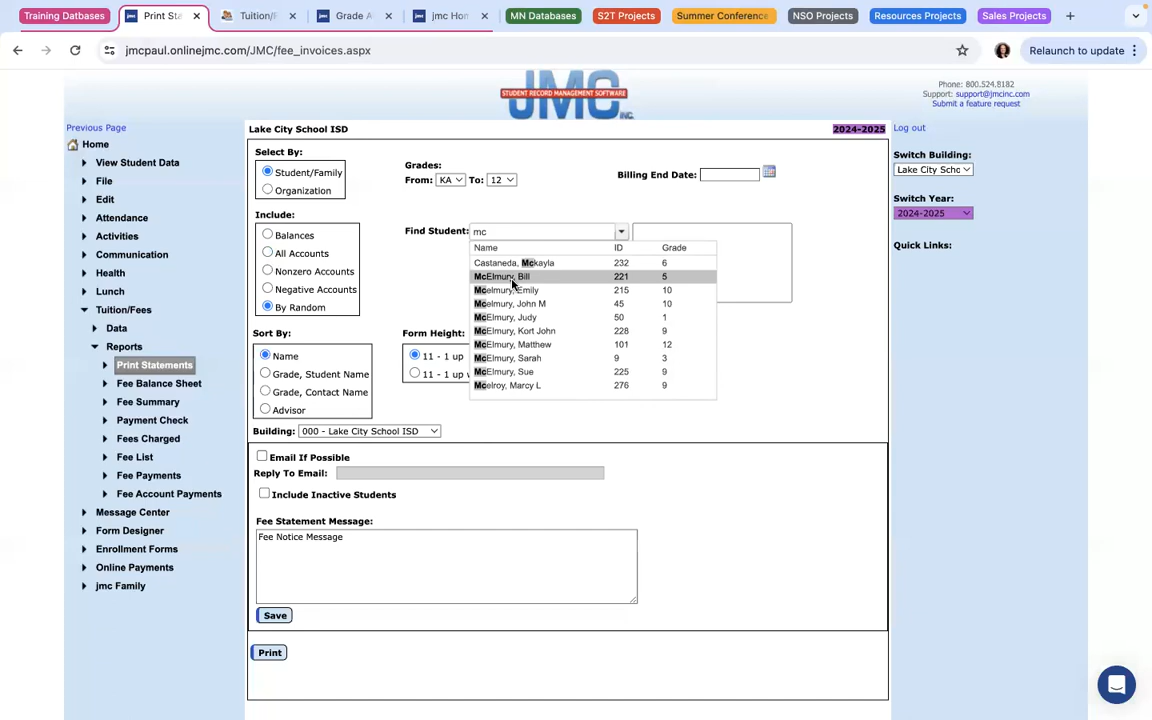 Training Datbases
Print Sta
Tuition/F
Grade A
jmc Hon
MN Databases
S2T Projects
Summer Conference
NSO Projects
Resources Projects
Sales Projects
jmcpaul.onlinejmc.com/JMC/fee_invoices.aspx
Relaunch to update
JMC INC.
STUDENT RECORD MANAGEMENT SOFTWARE
Phone: 800.524.8182
Support: support@jmcinc.com
Submit a feature request
Previous Page
Home
View Student Data
File
Edit
Attendance
Activities
Communication
Health
Lunch
Tuition/Fees
Data
Reports
Print Statements
Fee Balance Sheet
Fee Summary
Payment Check
Fees Charged
Fee List
Fee Payments
Fee Account Payments
Message Center
Form Designer
Enrollment Forms
Online Payments
jmc Family
Lake City School ISD 2024-2025
Select By:
Student/Family
Organization
Grades:
From: KA To: 12
Billing End Date:
Include:
Balances
All Accounts
Nonzero Accounts
Negative Accounts
By Random
Find Student: mc
Name ID Grade
Castaneda, Mckayla 232 6
McElmury, Bill 221 5
Mcelmury, Emily 215 10
Mcelmury, John M 45 10
McElmury, Judy 50 1
McElmury, Kort John 228 9
McElmury, Matthew 101 12
McElmury, Sarah 9 3
McElmury, Sue 225 9
Mcelroy, Marcy L 276 9
Sort By:
Name
Grade, Student Name
Grade, Contact Name
Advisor
Form Height:
11 - 1 up
11 - 1 up w
Building: 000 - Lake City School ISD
Email If Possible
Reply To Email:
Include Inactive Students
Fee Statement Message:
Fee Notice Message
Save
Print
Log out
Switch Building:
Lake City Schc
Switch Year:
2024-2025
Quick Links: